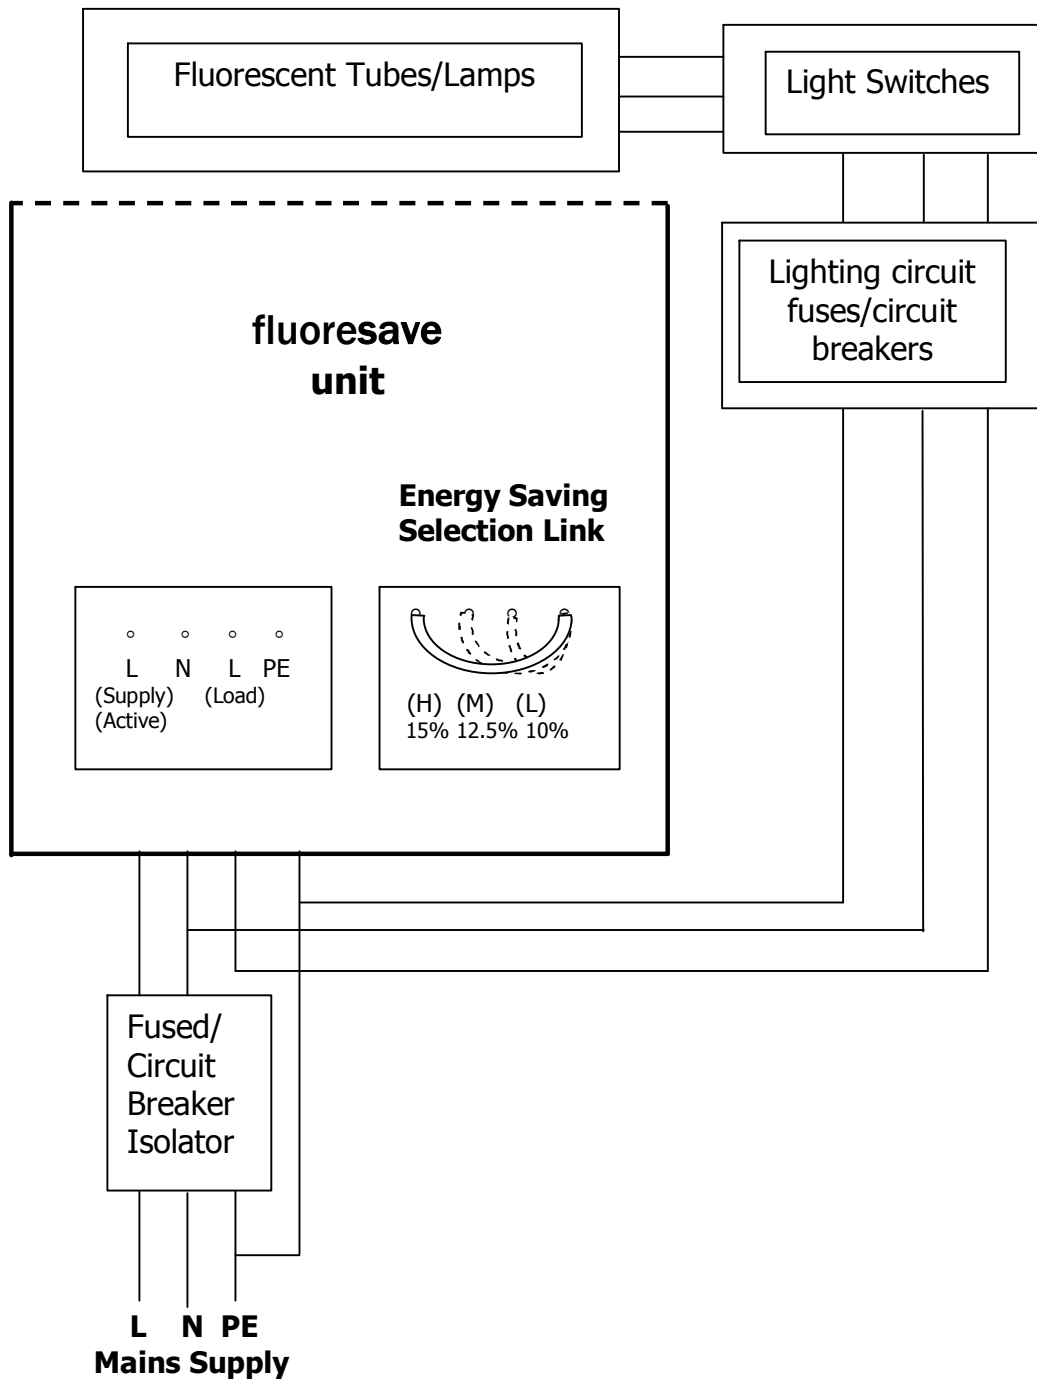 Fluorescent Tubes/Lamps
Light Switches
Lighting circuit
fuses/circuit
breakers
fluoresave
unit
Energy Saving
Selection Link
L N L PE
(Supply) (Load)
(Active)
(H) (M) (L)
15% 12.5% 10%
Fused/
Circuit
Breaker
Isolator
L N PE
Mains Supply